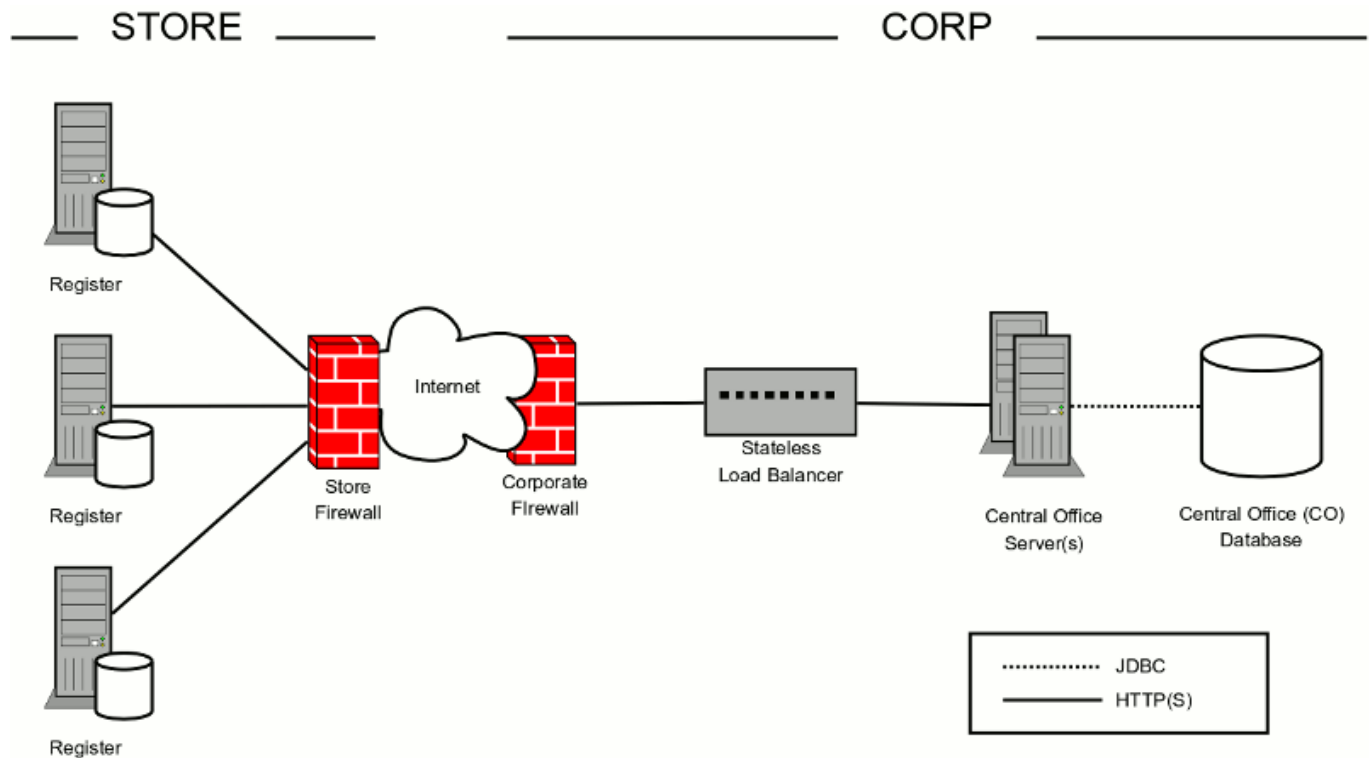 STORE
CORP
Register
Register
Register
Store
Firewall
Internet
Corporate
FIrewall
Stateless
Load Balancer
Central Office
Server(s)
Central Office (CO)
Database
JDBC
HTTP(S)